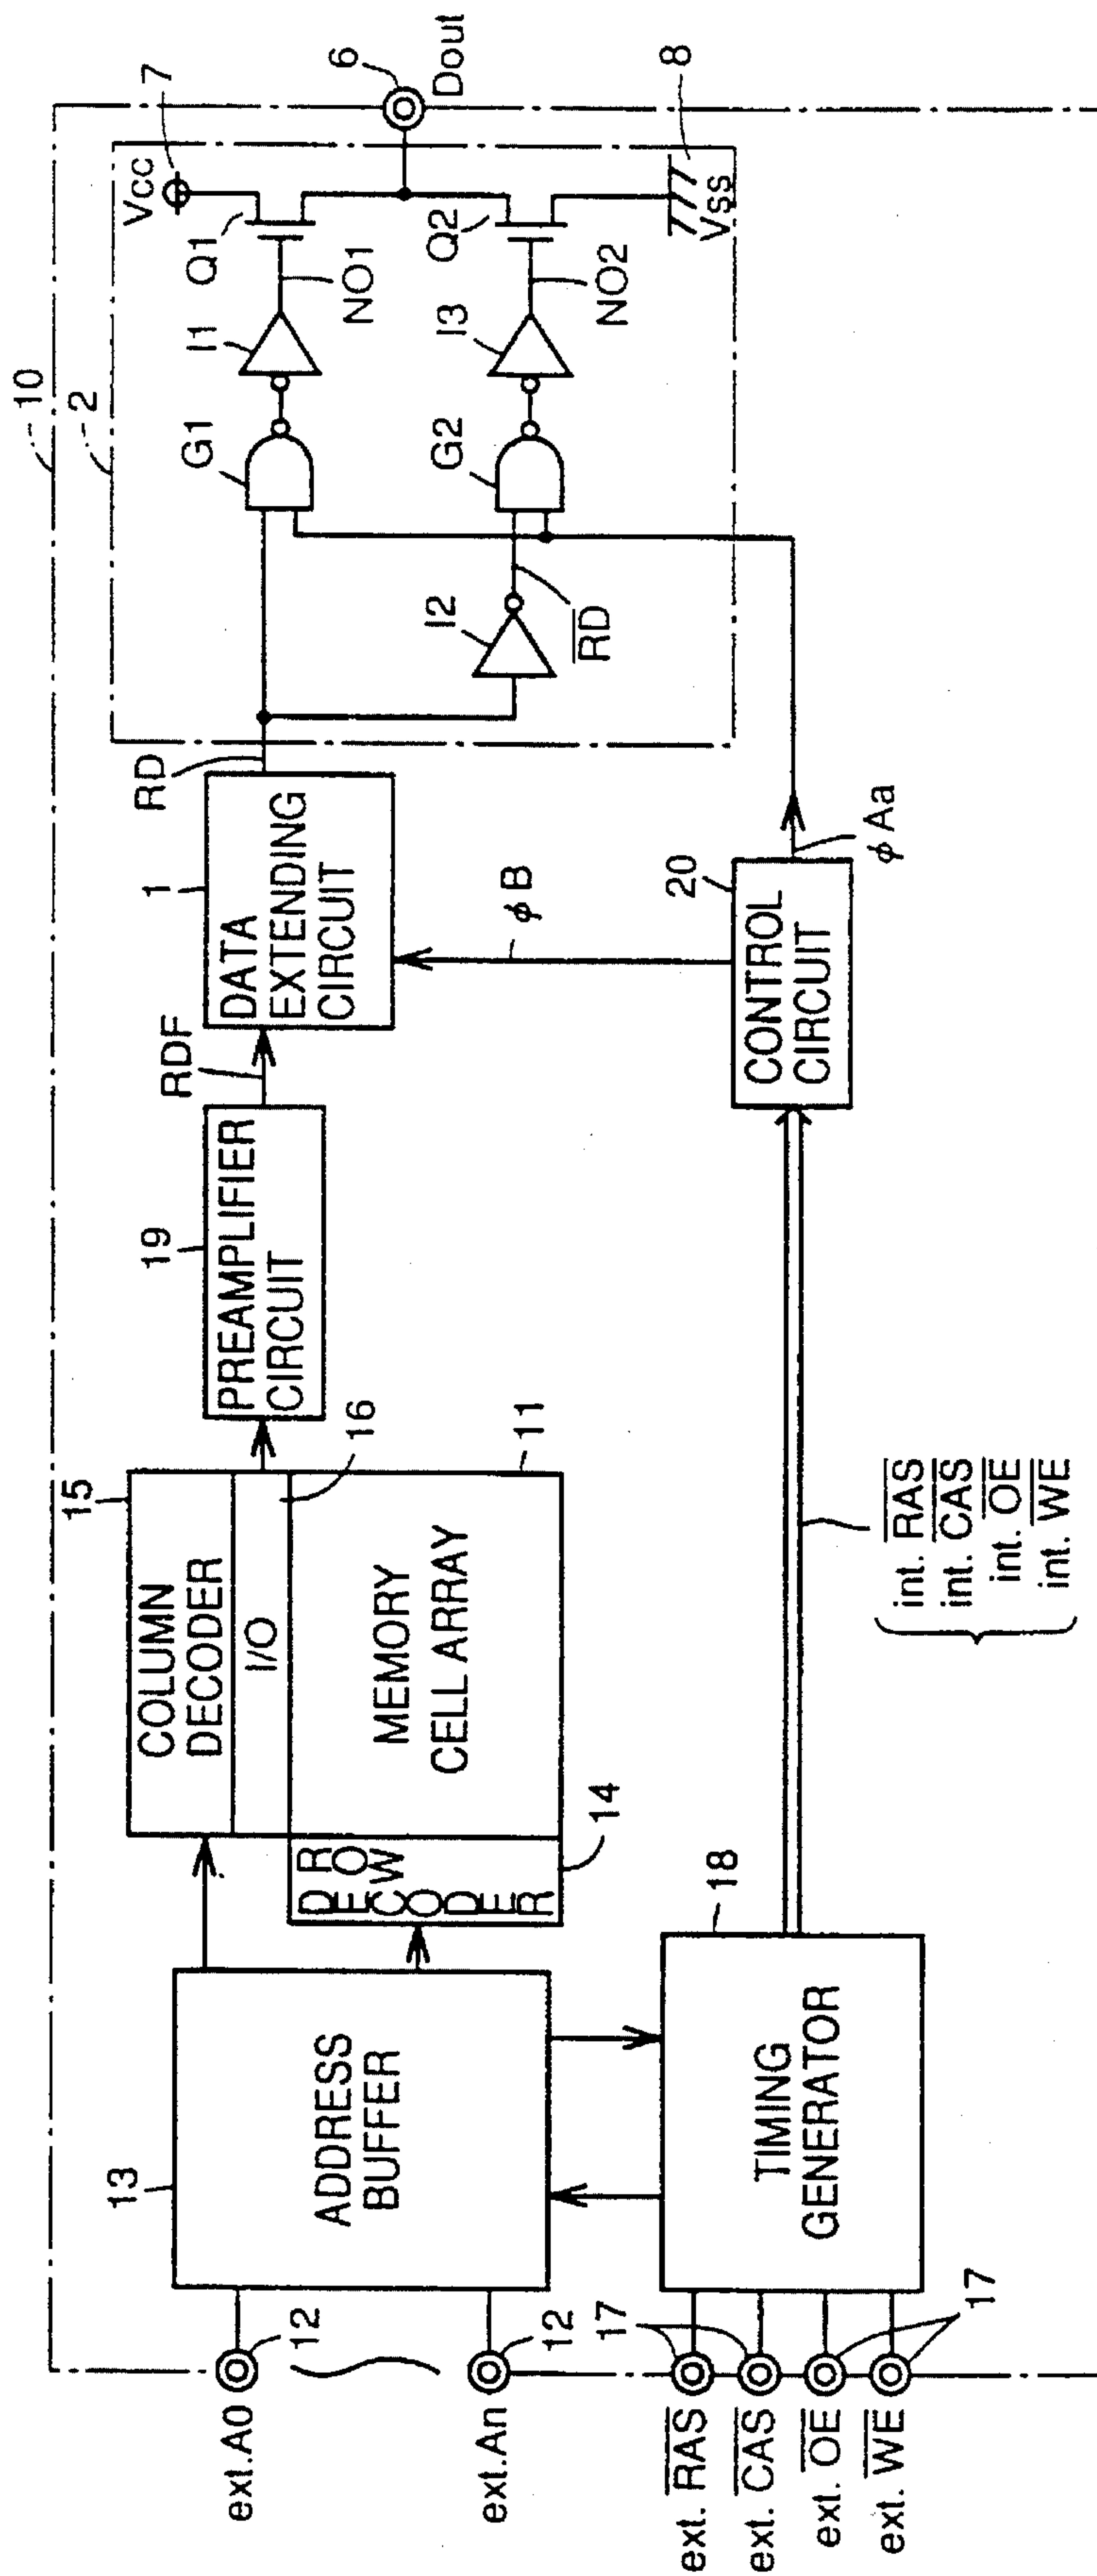 10
2
7
Vcc
6
Dout
Q1
NO1
I1
G1
Q2
NO2
I3
G2
8
Vss
I2
RD
RD
1
DATA
EXTENDING
CIRCUIT
RDF
φB
φAa
20
CONTROL
CIRCUIT
19
PREAMPLIFIER
CIRCUIT
15
COLUMN
DECODER
I/O
16
11
MEMORY
CELL ARRAY
ROW
DECODER
14
13
ADDRESS
BUFFER
18
TIMING
GENERATOR
int. RAS
int. CAS
int. OE
int. WE
12
ext.A0
12
ext.An
17
17
ext. RAS
ext. CAS
ext. OE
ext. WE